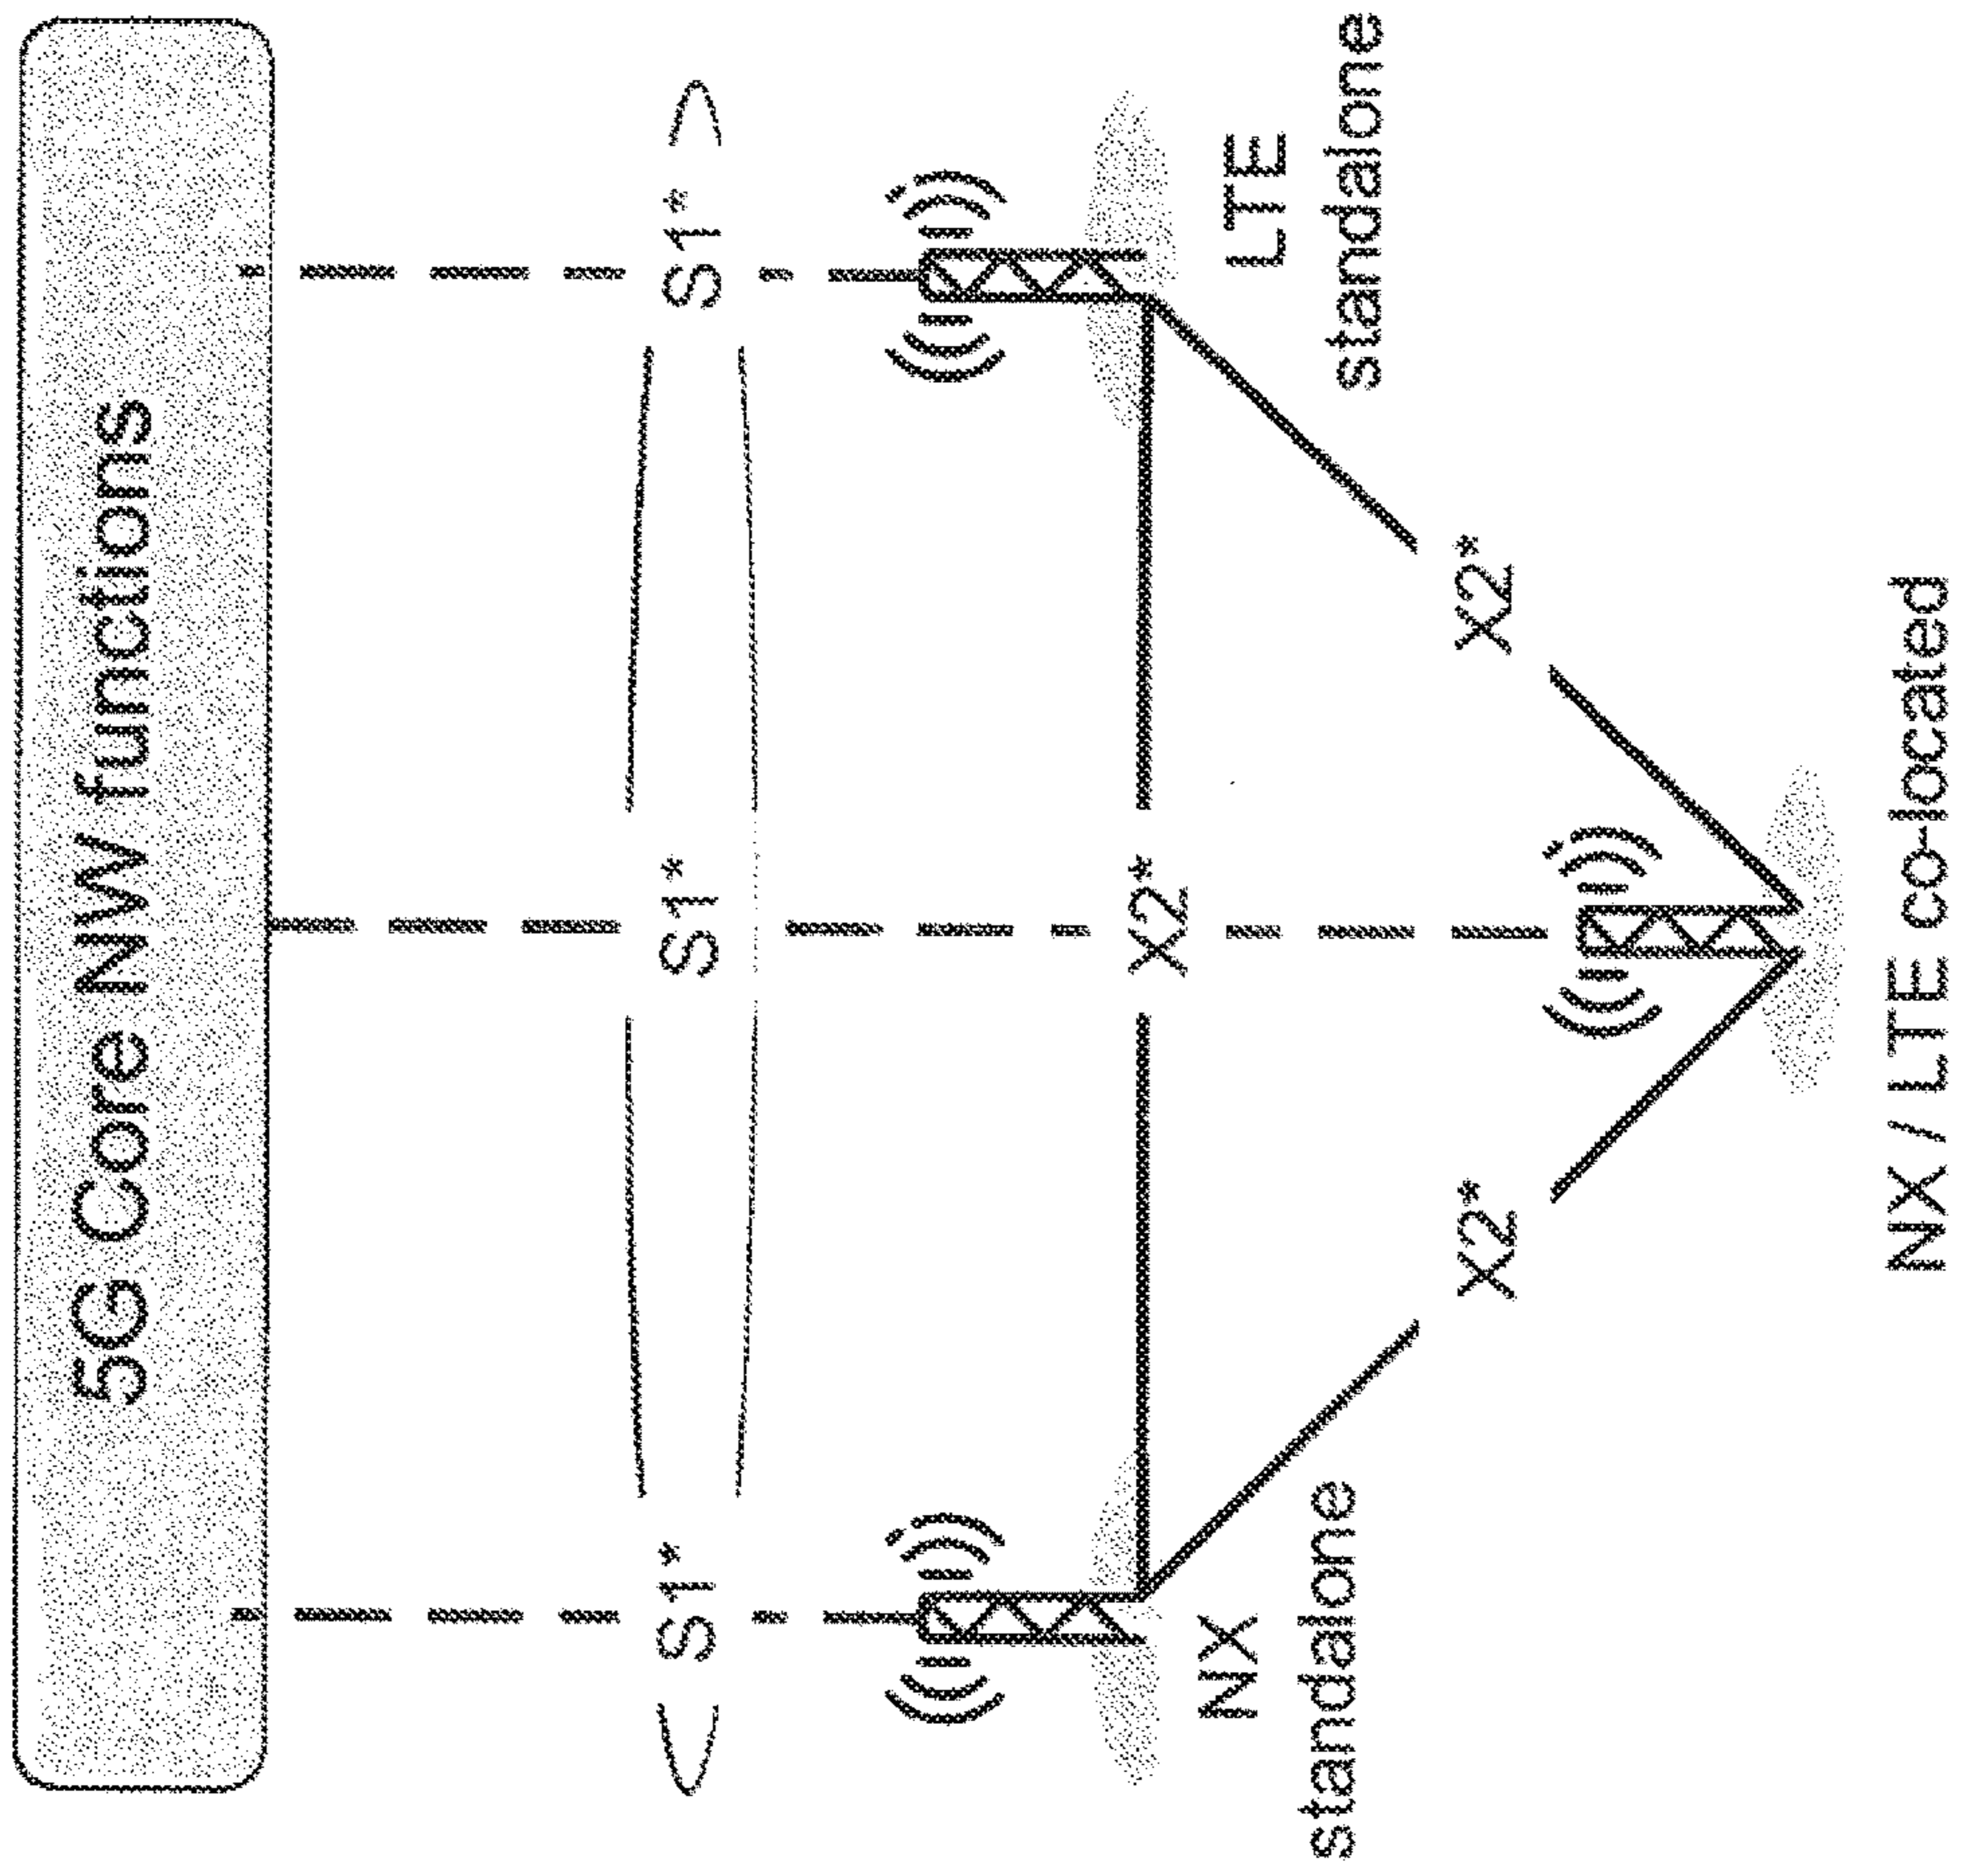 5G Core NW functions
S1*
S1*
S1*
X2*
NX
standalone
LTE
standalone
X2*
X2*
NX / LTE co-located